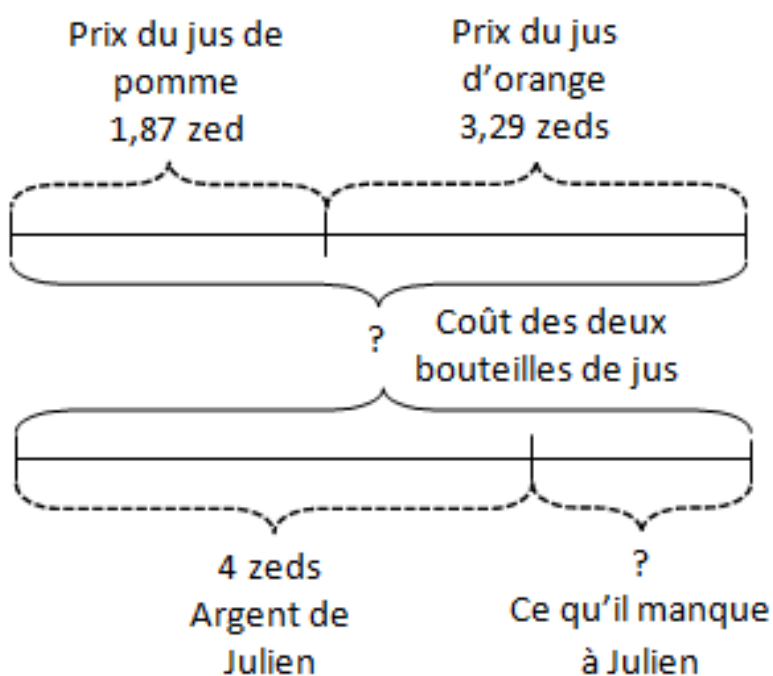 Prix du jus de
pomme
1,87 zed
Prix du jus
d’orange
3,29 zeds
?
Coût des deux
bouteilles de jus
4 zeds
Argent de
Julien
?
Ce qu’il manque
à Julien